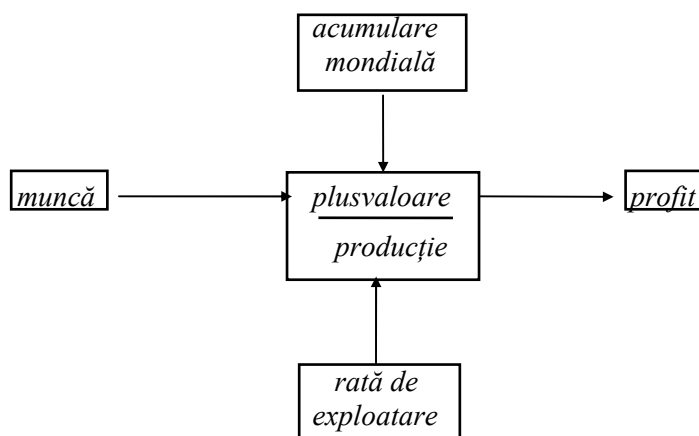 acumulare
mondială
muncă
plusvaloare
producție
profit
rată de
exploatare